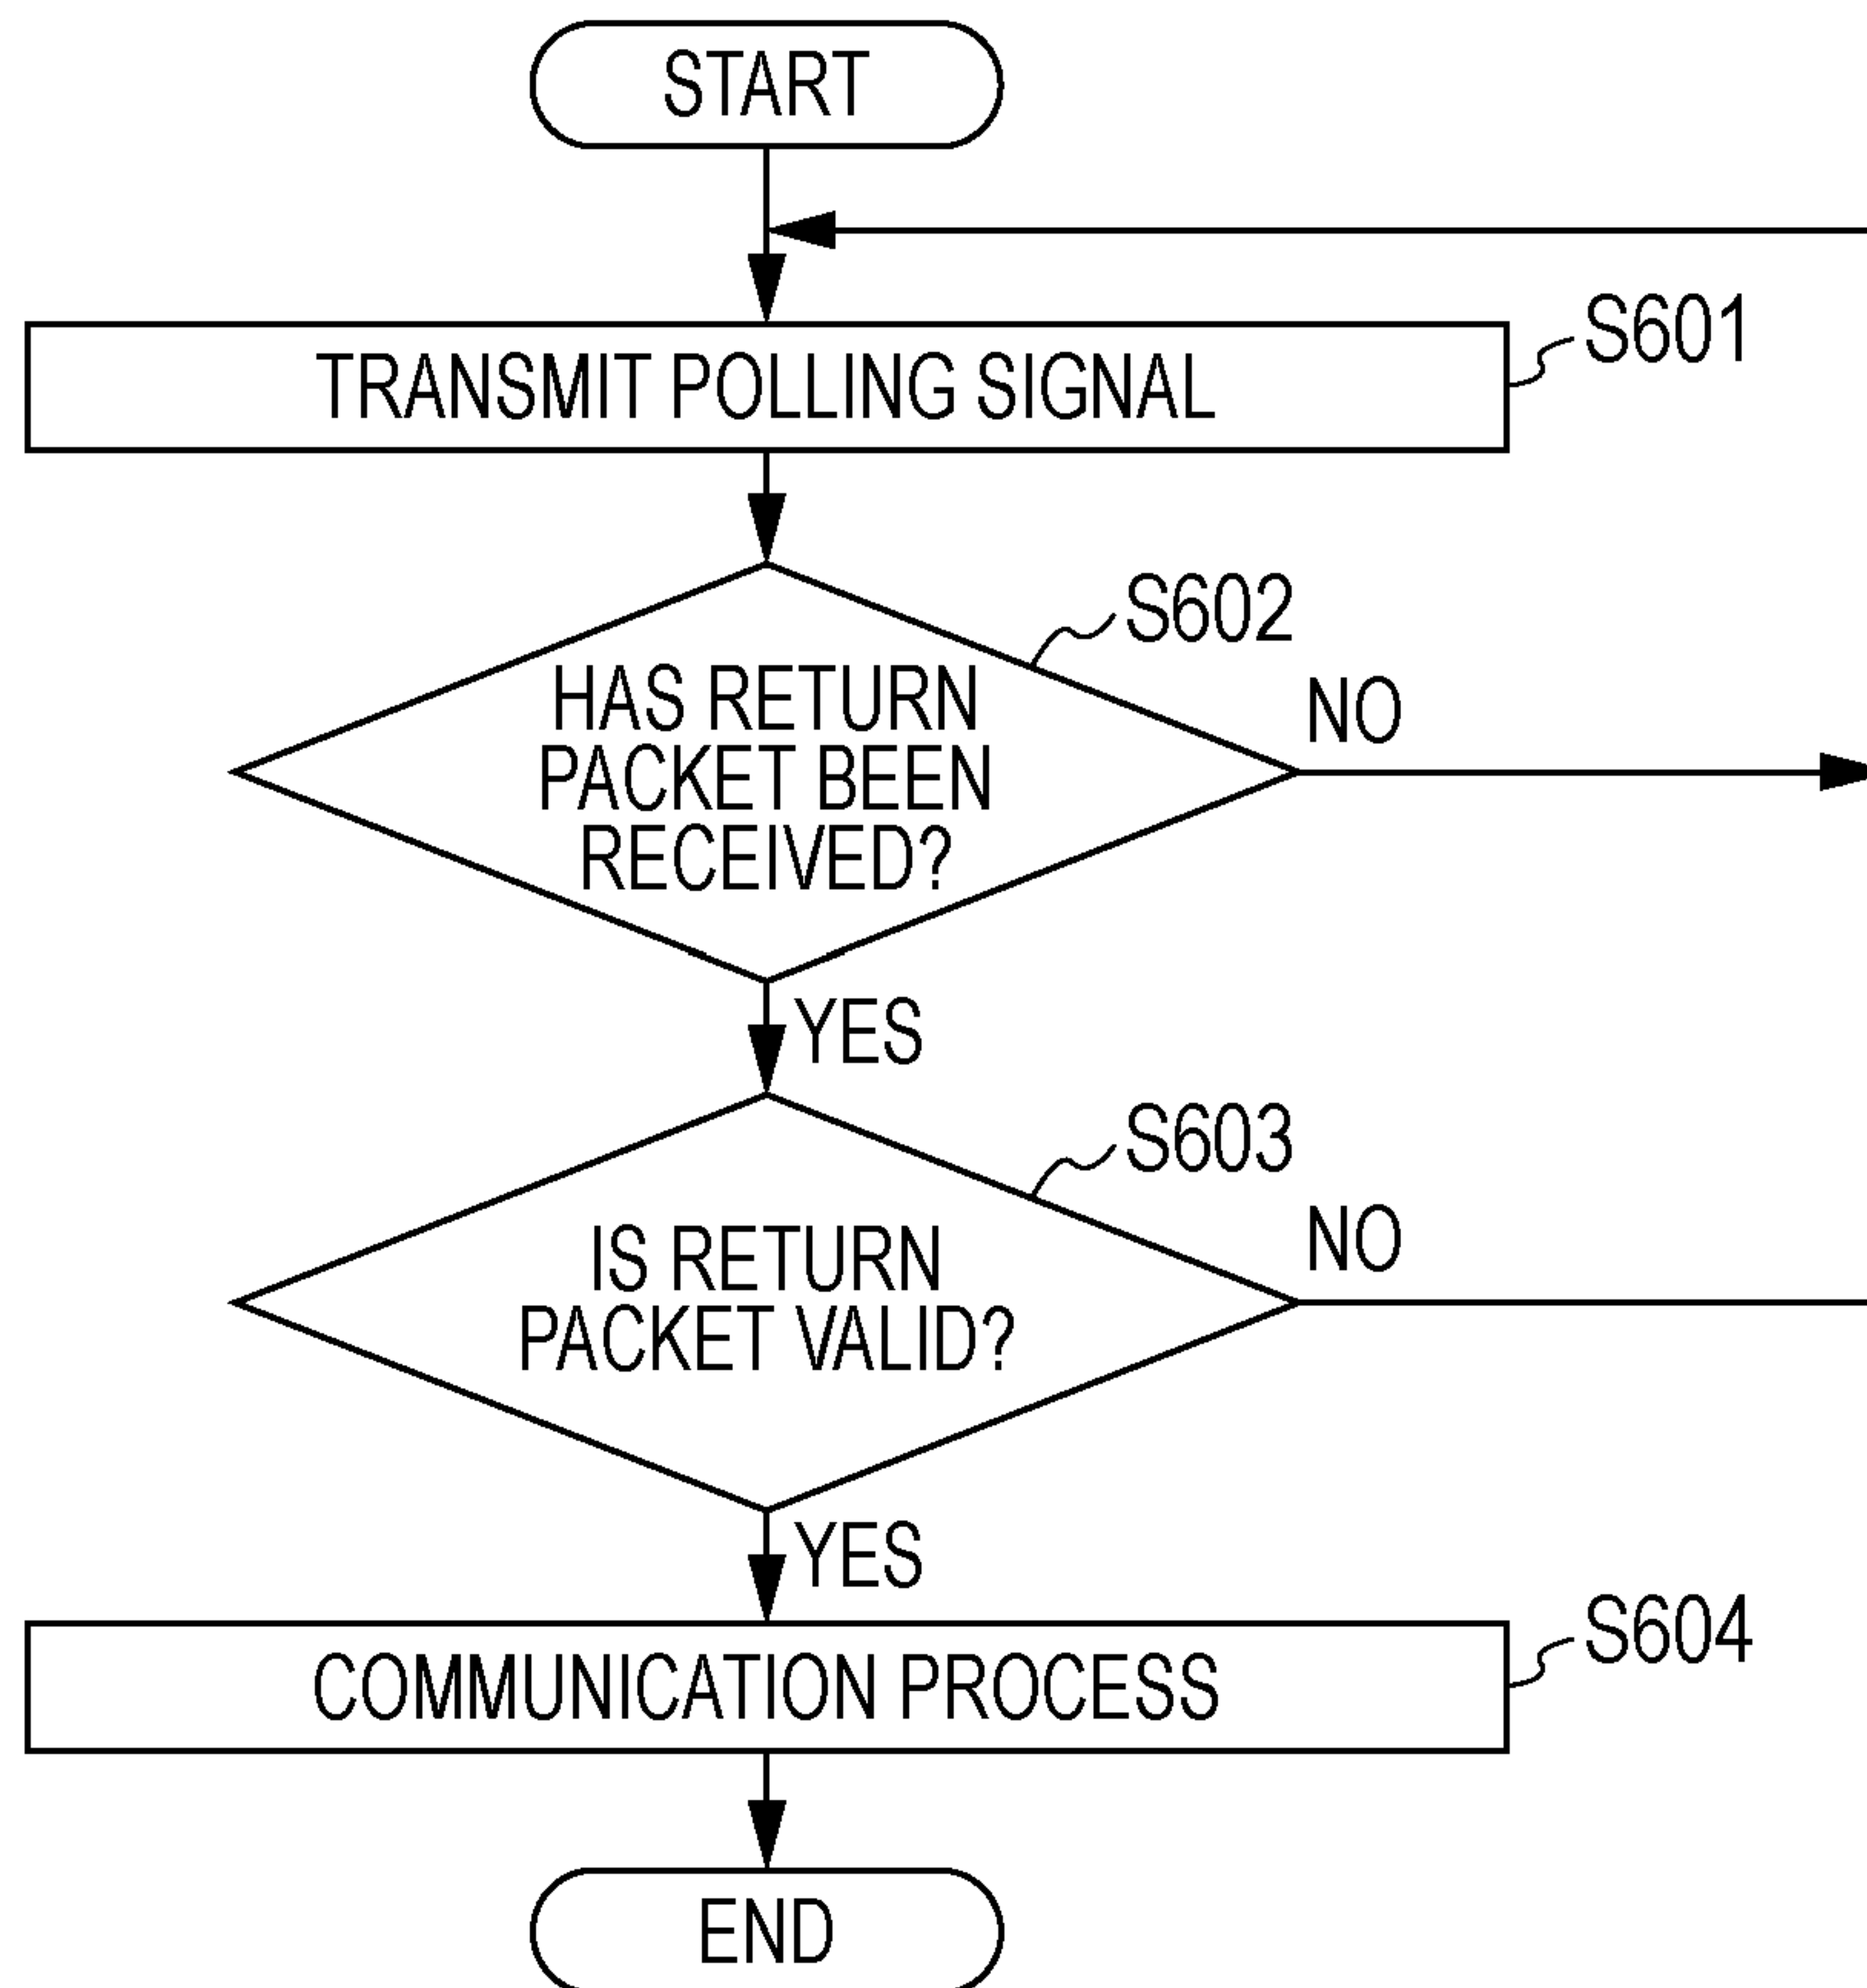 START
S601
TRANSMIT POLLING SIGNAL
S602
HAS RETURN
PACKET BEEN
RECEIVED?
NO
YES
S603
IS RETURN
PACKET VALID?
NO
YES
S604
COMMUNICATION PROCESS
END